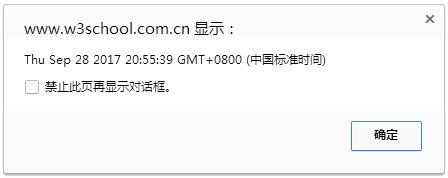 www.w3school.com.cn 显示：
Thu Sep 28 2017 20:55:39 GMT+0800 (中国标准时间)
禁止此页再显示对话框。
确定